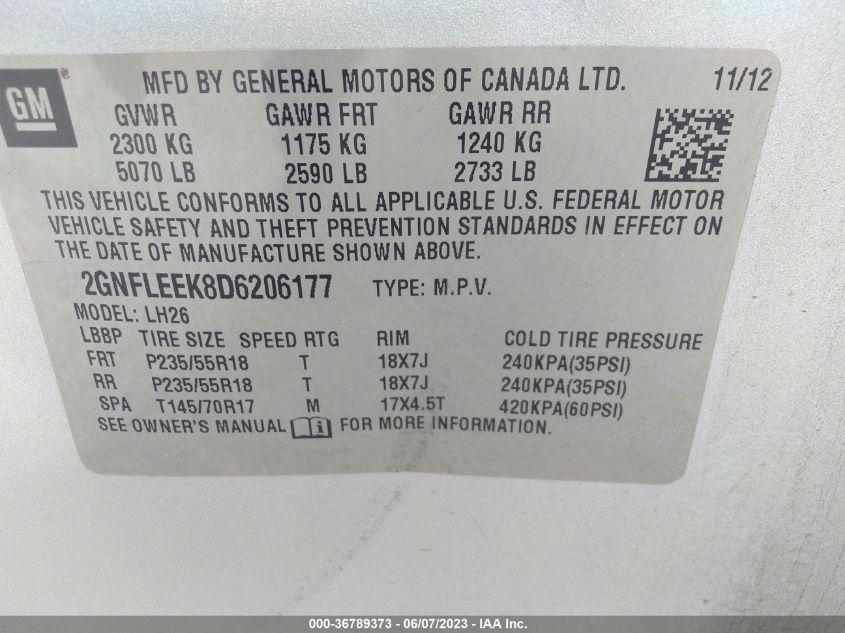 GM ® MFD BY GENERAL MOTORS OF CANADA LTD. 11/12
GVWR GAWR FRT GAWR RR
2300 KG 1175 KG 1240 KG
5070 LB 2590 LB 2733 LB
THIS VEHICLE CONFORMS TO ALL APPLICABLE U.S. FEDERAL MOTOR
VEHICLE SAFETY AND THEFT PREVENTION STANDARDS IN EFFECT ON
THE DATE OF MANUFACTURE SHOWN ABOVE.
2GNFLEEK8D6206177 TYPE: M.P.V.
MODEL: LH26
LBBP TIRE SIZE SPEED RTG RIM COLD TIRE PRESSURE
FRT P235/55R18 T 18X7J 240KPA(35PSI)
RR P235/55R18 T 18X7J 240KPA(35PSI)
SPA T145/70R17 M 17X4.5T 420KPA(60PSI)
SEE OWNER'S MANUAL FOR MORE INFORMATION.
000-36789373 - 06/07/2023 - IAA Inc.